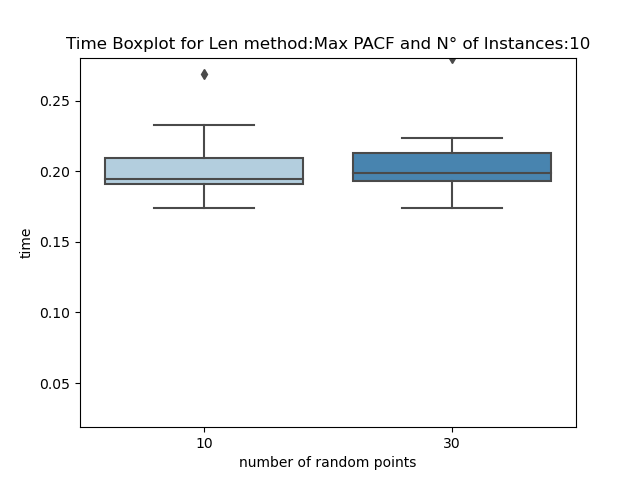 Time Boxplot for Len method:Max PACF and N° of Instances:10
0.25
0.20
0.15
0.10
0.05
time
10 30
number of random points